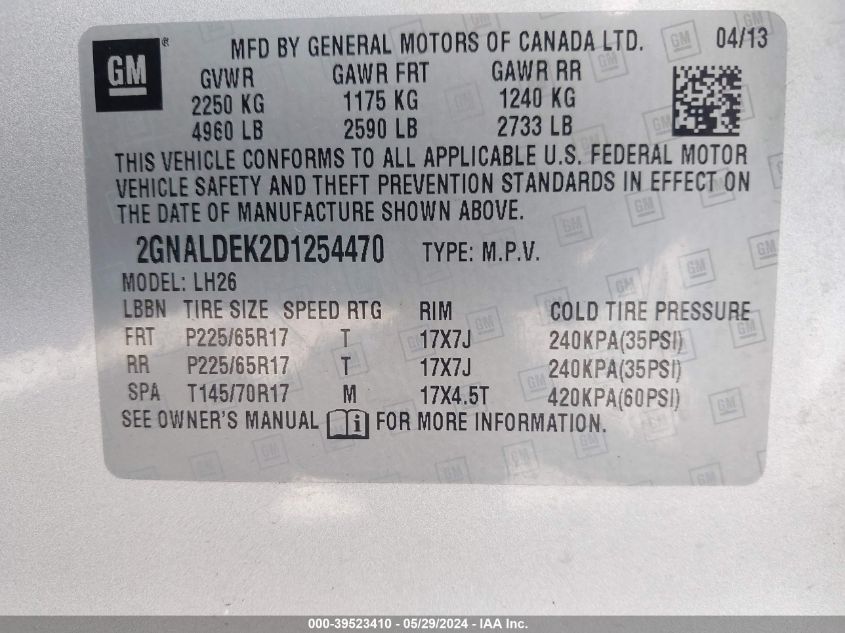 GM ® MFD BY GENERAL MOTORS OF CANADA LTD. 04/13
GVWR GAWR FRT GAWR RR
2250 KG 1175 KG 1240 KG
4960 LB 2590 LB 2733 LB
THIS VEHICLE CONFORMS TO ALL APPLICABLE U.S. FEDERAL MOTOR
VEHICLE SAFETY AND THEFT PREVENTION STANDARDS IN EFFECT ON
THE DATE OF MANUFACTURE SHOWN ABOVE.
2GNALDEK2D1254470 TYPE: M.P.V.
MODEL: LH26
LBBN TIRE SIZE SPEED RTG RIM COLD TIRE PRESSURE
FRT P225/65R17 T 17X7J 240KPA(35PSI)
RR P225/65R17 T 17X7J 240KPA(35PSI)
SPA T145/70R17 M 17X4.5T 420KPA(60PSI)
SEE OWNER'S MANUAL i FOR MORE INFORMATION.
000-39523410 - 05/29/2024 - IAA Inc.